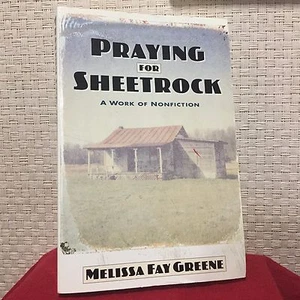 PRAYING
FOR
SHEETROCK
A WORK OF NONFICTION
MELISSA FAY GREENE